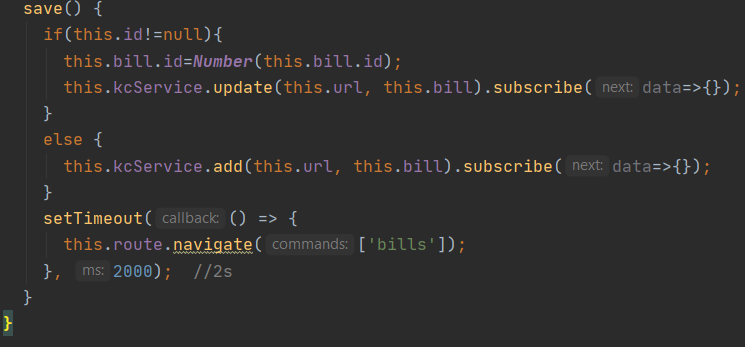 save() {
if(this.id!=null){
this.bill.id=Number(this.bill.id);
this.kcService.update(this.url, this.bill).subscribe( next: data=>{});
}
else {
this.kcService.add(this.url, this.bill).subscribe( next: data=>{});
}
setTimeout( callback: () => {
this.route.navigate( commands: ['bills']);
}, ms: 2000);  //2s
}
}